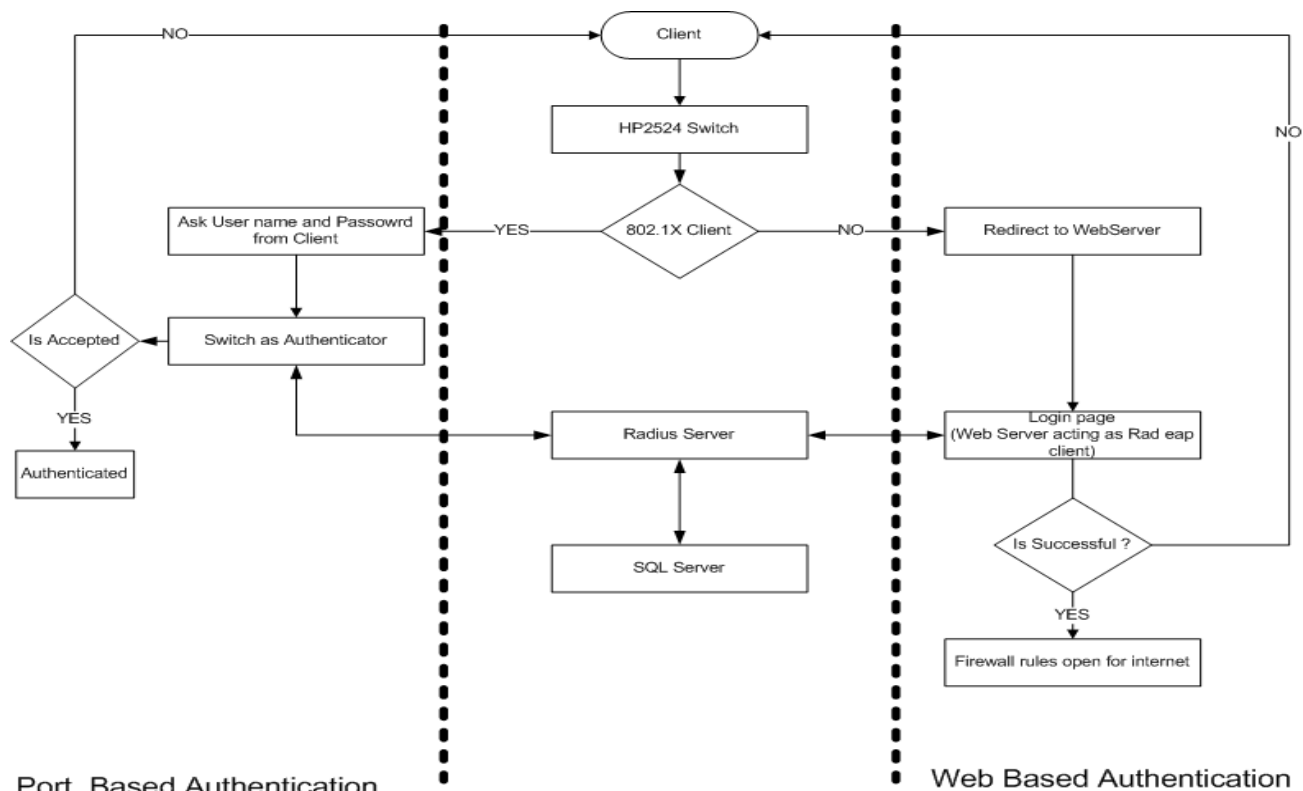 NO
Client
HP2524 Switch
NO
Ask User name and Passowrd
from Client
YES
802.1X Client
NO
Redirect to WebServer
Is Accepted
Switch as Authenticator
YES
Authenticated
Radius Server
Login page
(Web Server acting as Rad eap
client)
SQL Server
Is Successful ?
YES
Firewall rules open for internet
Port Based Authentication
Web Based Authentication